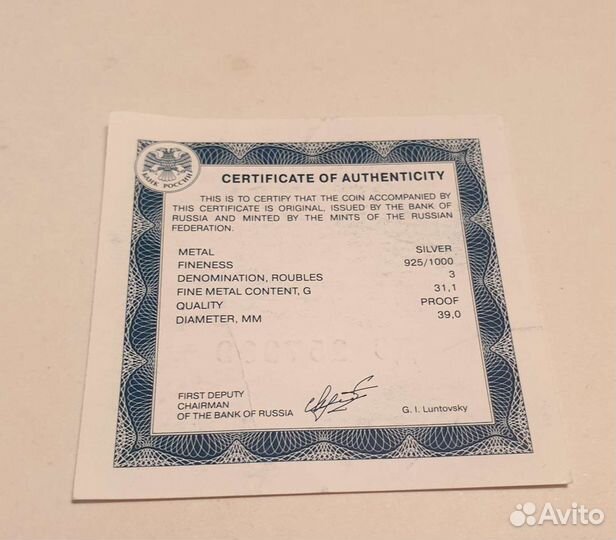 CERTIFICATE OF AUTHENTICITY
БАНК РОССИИ
THIS IS TO CERTIFY THAT THE COIN ACCOMPANIED BY
THIS CERTIFICATE IS ORIGINAL, ISSUED BY THE BANK OF
RUSSIA AND MINTED BY THE MINTS OF THE RUSSIAN
FEDERATION.
METAL SILVER
FINENESS 925/1000
DENOMINATION, ROUBLES 3
FINE METAL CONTENT, G 31,1
QUALITY PROOF
DIAMETER, MM 39,0
FIRST DEPUTY
CHAIRMAN
OF THE BANK OF RUSSIA G. I. Luntovsky
Avito